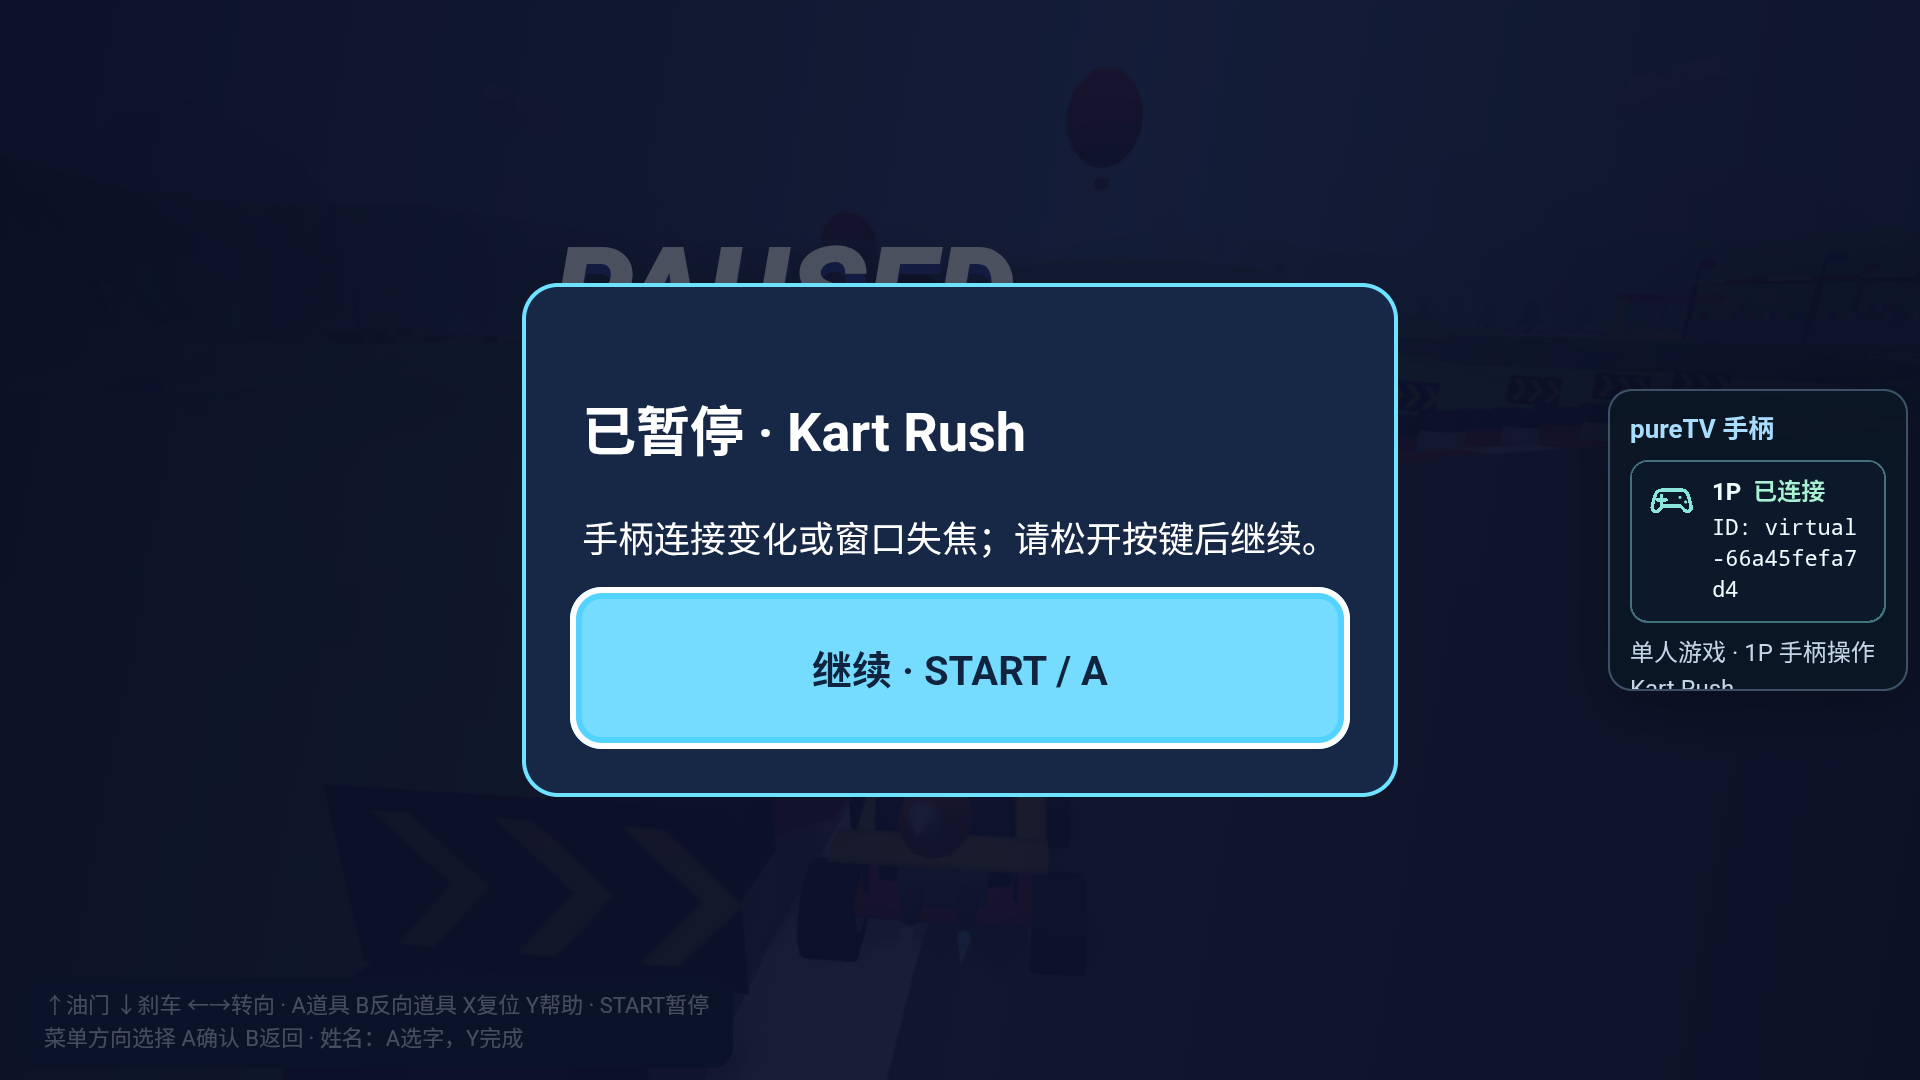 PAUSED
已暂停 · Kart Rush
手柄连接变化或窗口失焦；请松开按键后继续。
继续 · START / A
pureTV 手柄
1P 已连接
ID: virtual
-66a45fefa7
d4
单人游戏 · 1P 手柄操作
Kart Rush
↑油门 ↓刹车 ←→转向 · A道具 B反向道具 X复位 Y帮助 · START暂停
菜单方向选择 A确认 B返回 · 姓名：A选字，Y完成